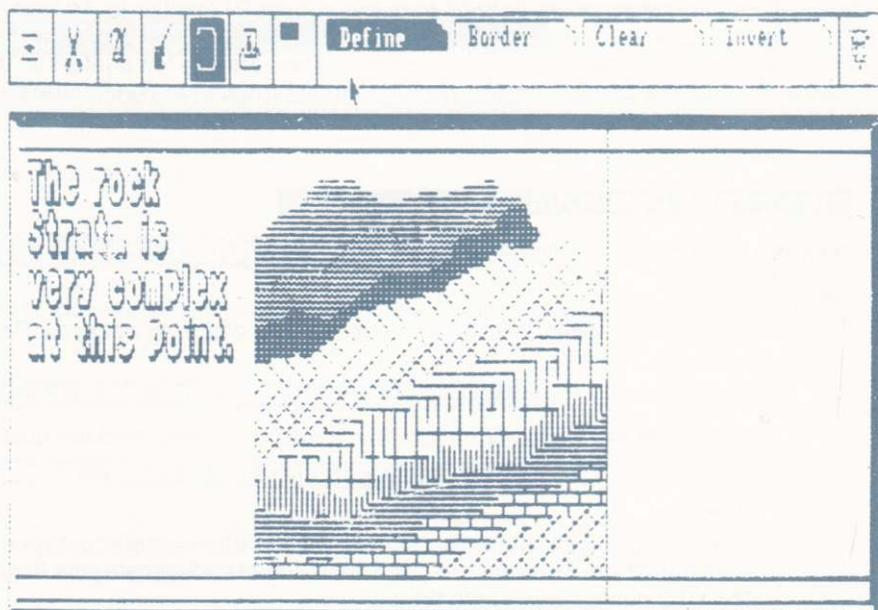 Define Border Clear Invert
The rock
Strata is
very complex
at this point.